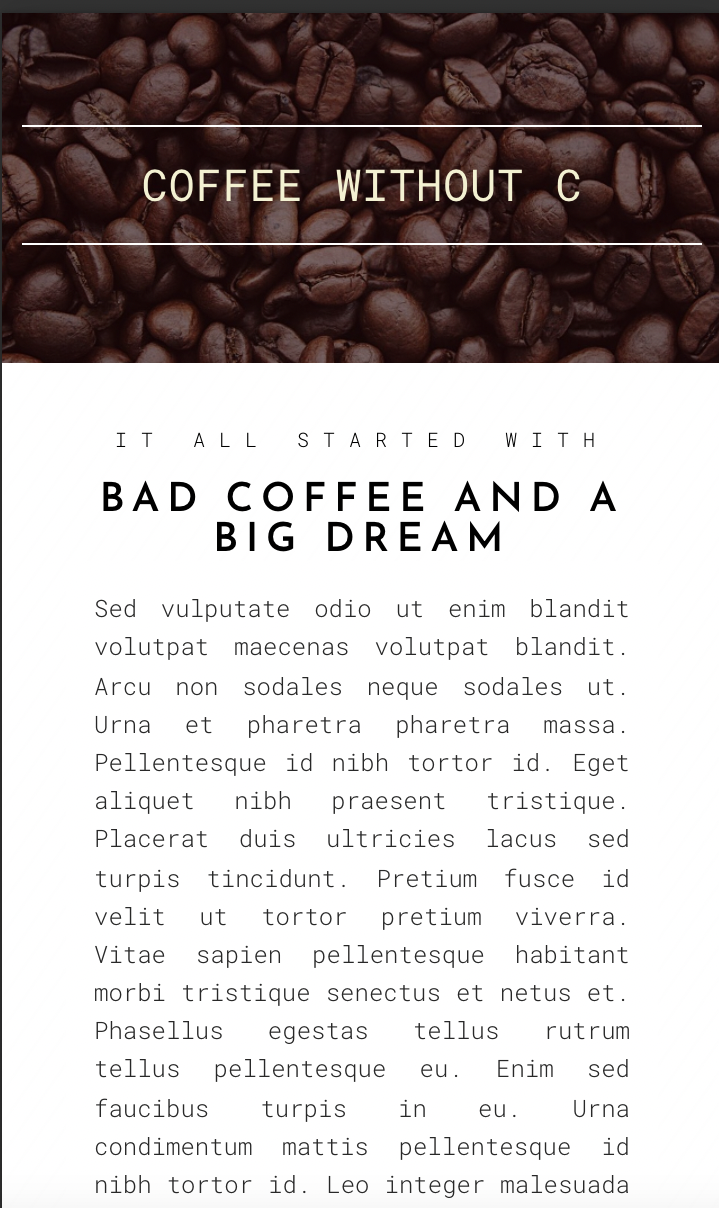 COFFEE WITHOUT C
IT ALL STARTED WITH
BAD COFFEE AND A
BIG DREAM
Sed vulputate odio ut enim blandit
volutpat maecenas volutpat blandit.
Arcu non sodales neque sodales ut.
Urna et pharetra pharetra massa.
Pellentesque id nibh tortor id. Eget
aliquet nibh praesent tristique.
Placerat duis ultricies lacus sed
turpis tincidunt. Pretium fusce id
velit ut tortor pretium viverra.
Vitae sapien pellentesque habitant
morbi tristique senectus et netus et.
Phasellus egestas tellus rutrum
tellus pellentesque eu. Enim sed
faucibus turpis in eu. Urna
condimentum mattis pellentesque id
nibh tortor id. Leo integer malesuada